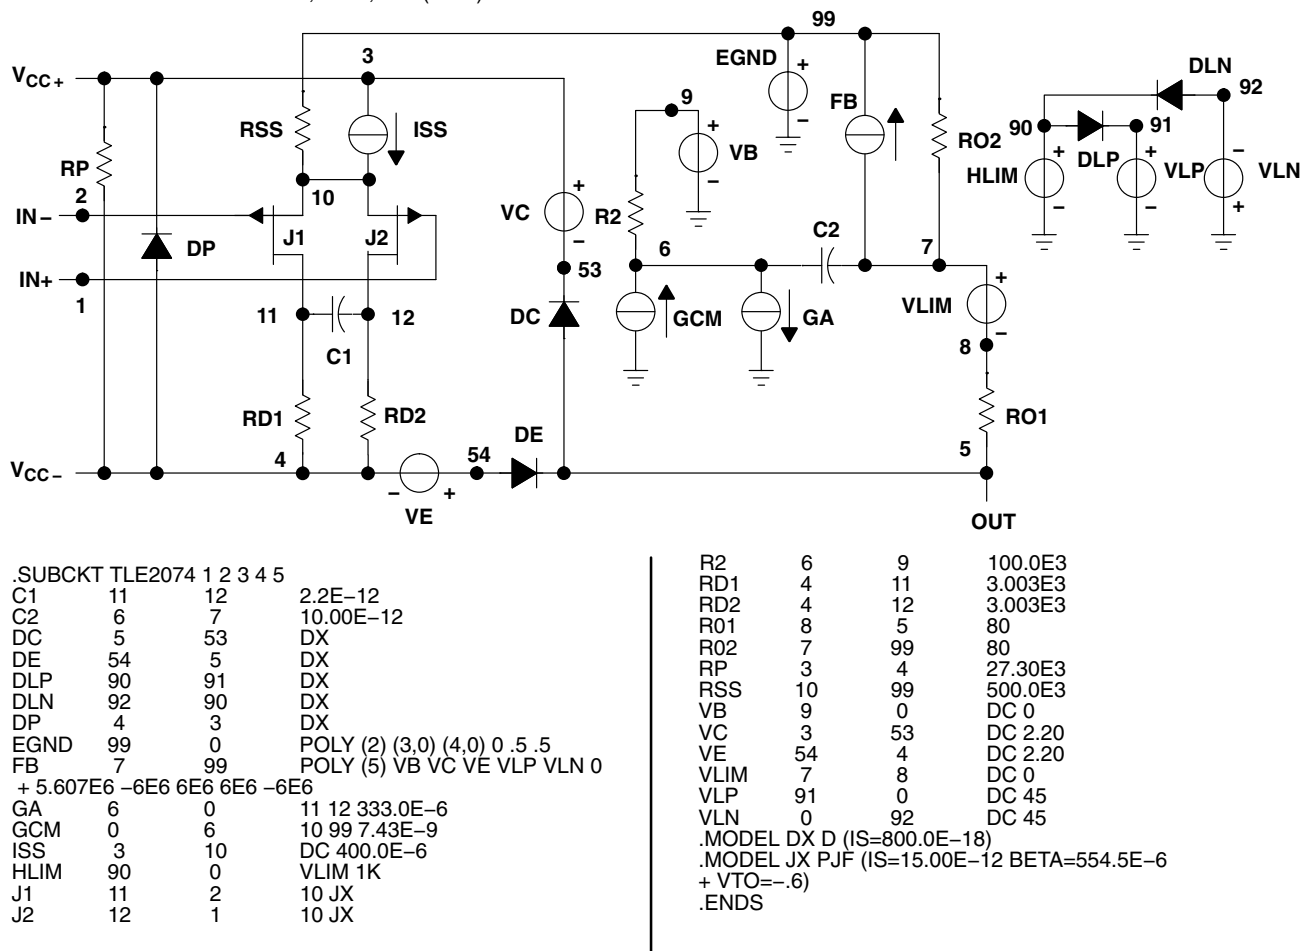 99
3
EGND
+
DLN
92
VCC+
9
FB
RSS
ISS
+
VB
–
–
RO2
90
91
–
RP
+
DLP
+
HLIM
VLP
VLN
2
10
+
VC
R2
–
–
+
IN–
J1
J2
C2
DP
–
6
7
IN+
53
+
1
GCM
GA
VLIM
11
12
DC
–
8
C1
RD1
RD2
RO1
DE
4
54
5
VCC–
–
+
VE
OUT
.SUBCKT TLE2074 1 2 3 4 5
C1 11 12 2.2E–12
C2 6 7 10.00E–12
DC 5 53 DX
DE 54 5 DX
DLP 90 91 DX
DLN 92 90 DX
DP 4 3 DX
EGND 99 0 POLY (2) (3,0) (4,0) 0 .5 .5
FB 7 99 POLY (5) VB VC VE VLP VLN 0
+ 5.607E6 –6E6 6E6 6E6 –6E6
GA 6 0 11 12 333.0E–6
GCM 0 6 10 99 7.43E–9
ISS 3 10 DC 400.0E–6
HLIM 90 0 VLIM 1K
J1 11 2 10 JX
J2 12 1 10 JX
R2 6 9 100.0E3
RD1 4 11 3.003E3
RD2 4 12 3.003E3
R01 8 5 80
R02 7 99 80
RP 3 4 27.30E3
RSS 10 99 500.0E3
VB 9 0 DC 0
VC 3 53 DC 2.20
VE 54 4 DC 2.20
VLIM 7 8 DC 0
VLP 91 0 DC 45
VLN 0 92 DC 45
.MODEL DX D (IS=800.0E–18)
.MODEL JX PJF (IS=15.00E–12 BETA=554.5E–6
+ VTO=–.6)
.ENDS